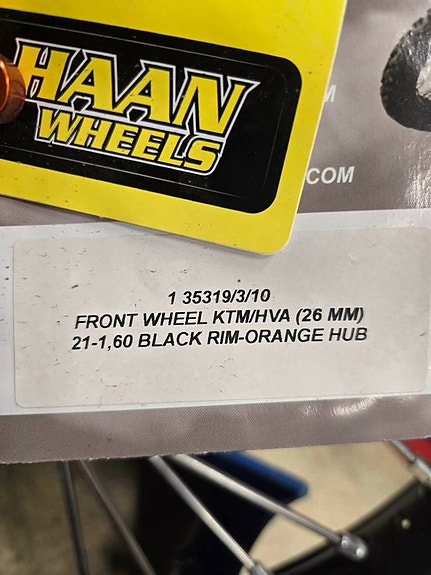 HAAN
WHEELS
M
COM
1 35319/3/10
FRONT WHEEL KTM/HVA (26 MM)
21-1,60 BLACK RIM-ORANGE HUB